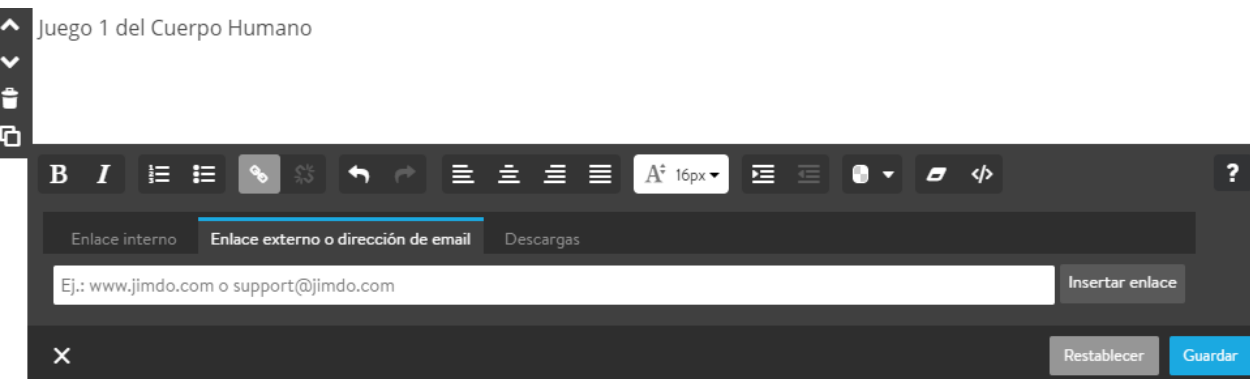 Juego 1 del Cuerpo Humano
B I A 16px </> ?
Enlace interno Enlace externo o dirección de email Descargas
Ej.: www.jimdo.com o support@jimdo.com Insertar enlace
Restablecer Guardar